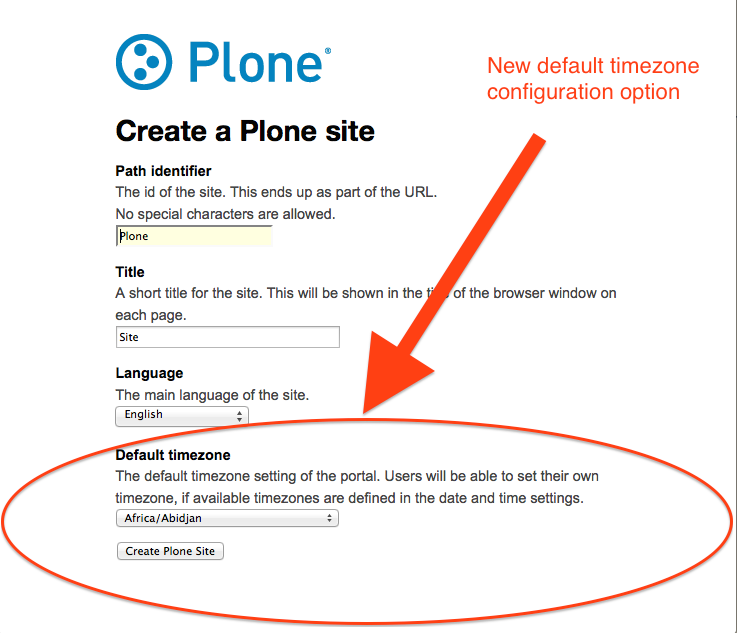 Plone®
New default timezone
configuration option
Create a Plone site
Path identifier
The id of the site. This ends up as part of the URL.
No special characters are allowed.
Plone
Title
A short title for the site. This will be shown in the title of the browser window on
each page.
Site
Language
The main language of the site.
English
Default timezone
The default timezone setting of the portal. Users will be able to set their own
timezone, if available timezones are defined in the date and time settings.
Africa/Abidjan
Create Plone Site